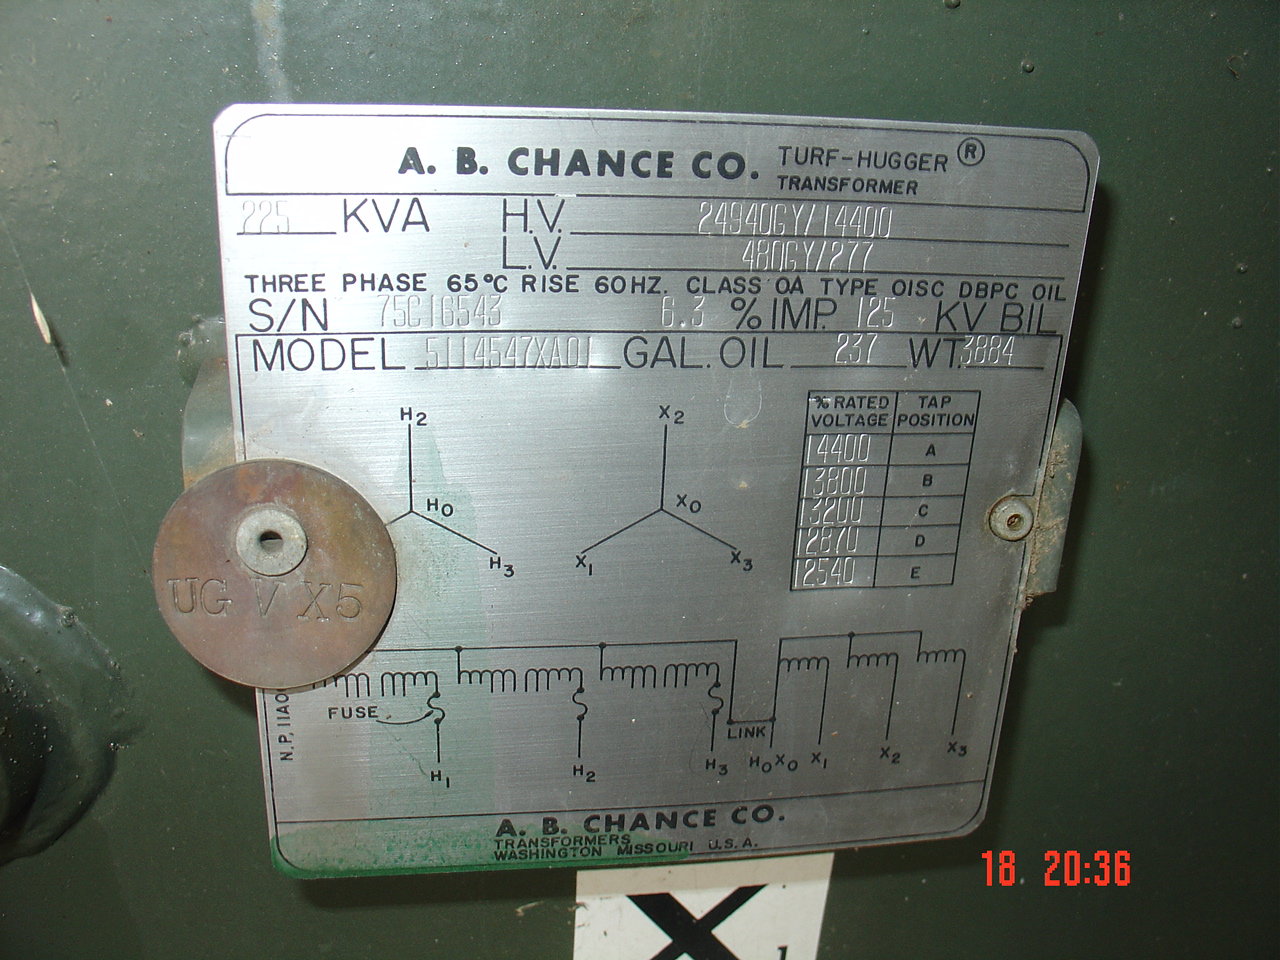 A. B. CHANCE CO. TURF-HUGGER ®
TRANSFORMER
225 KVA H.V. 24940GY/14400
L.V. 480GY/277
THREE PHASE 65°C RISE 60HZ. CLASS OA TYPE OISC DBPC OIL
S/N 75C16543 6.3 % IMP. 125 KV BIL
MODEL 5114547XA01 GAL. OIL 237 WT. 3884
% RATED VOLTAGE TAP POSITION
14400 A
13800 B
13200 C
12870 D
12540 E
H2
H0
H3
X2
X0
X1 X3
UG V X5
FUSE
LINK
H1 H2 H3 H0X0 X1 X2 X3
N.P. 11A0
A. B. CHANCE CO.
TRANSFORMERS
WASHINGTON MISSOURI U.S.A.
X
1
18 20:36